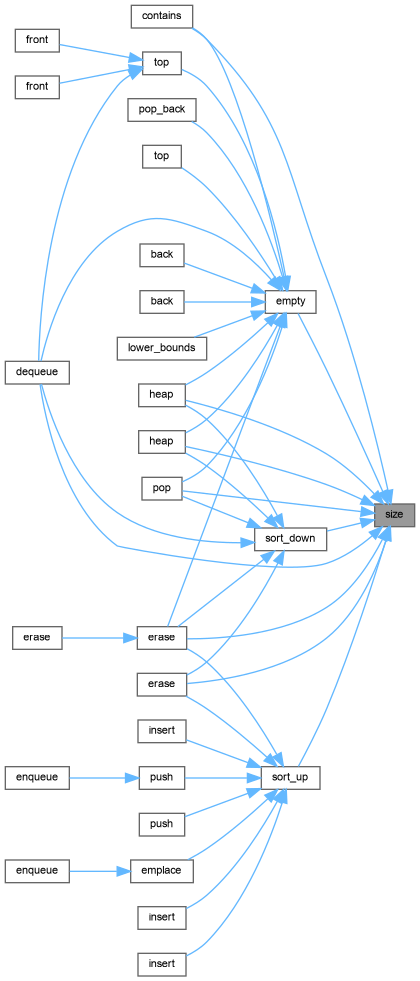 contains
front
top
front
pop_back
top
back
empty
back
lower_bounds
dequeue
heap
heap
pop
size
sort_down
erase
erase
erase
insert
enqueue
push
sort_up
push
enqueue
emplace
insert
insert